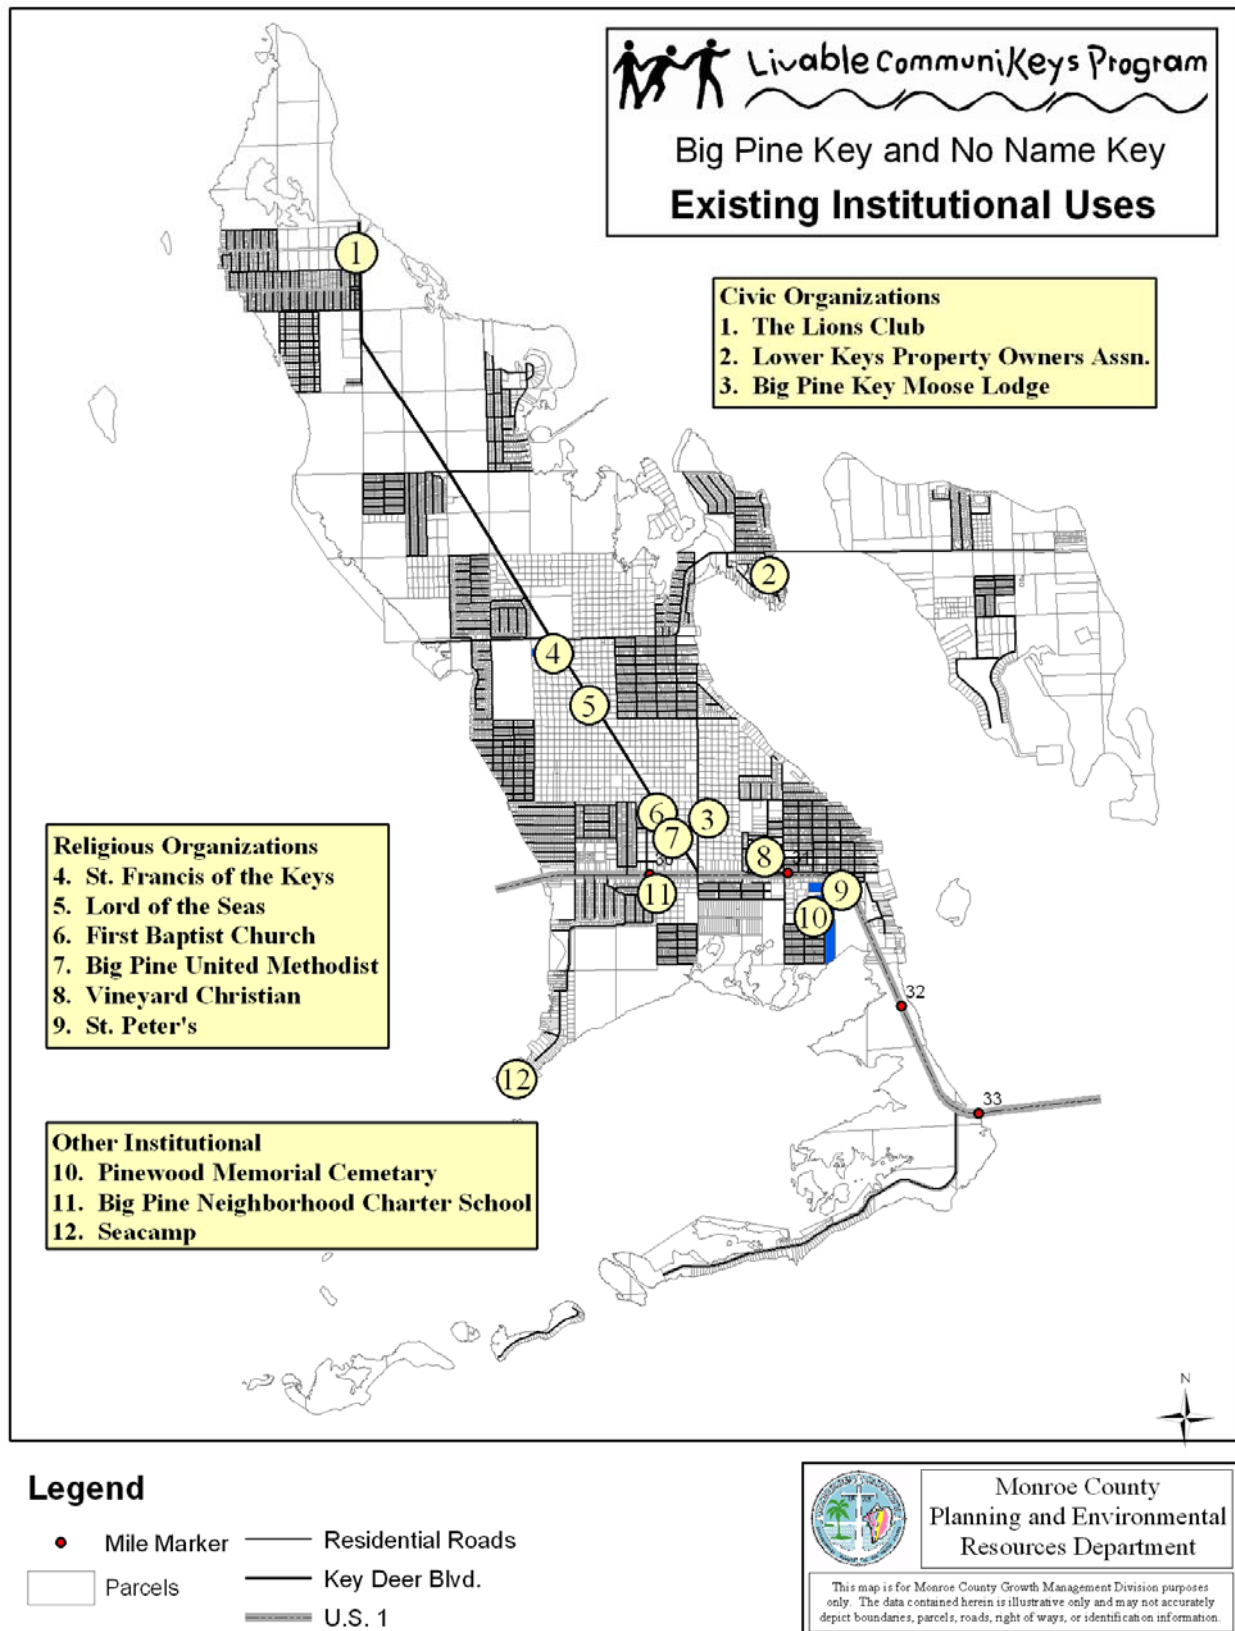 Livable CommuniKeys Program
Big Pine Key and No Name Key
Existing Institutional Uses
Civic Organizations
1. The Lions Club
2. Lower Keys Property Owners Assn.
3. Big Pine Key Moose Lodge
1
2
4
5
6
3
7
8
31
11
9
10
32
12
33
Religious Organizations
4. St. Francis of the Keys
5. Lord of the Seas
6. First Baptist Church
7. Big Pine United Methodist
8. Vineyard Christian
9. St. Peter's
Other Institutional
10. Pinewood Memorial Cemetary
11. Big Pine Neighborhood Charter School
12. Seacamp
N
Legend
Mile Marker
Parcels
Residential Roads
Key Deer Blvd.
U.S. 1
Monroe County
Planning and Environmental
Resources Department
This map is for Monroe County Growth Management Division purposes
only. The data contained herein is illustrative only and may not accurately
depict boundaries, parcels, roads, right of ways, or identification information.